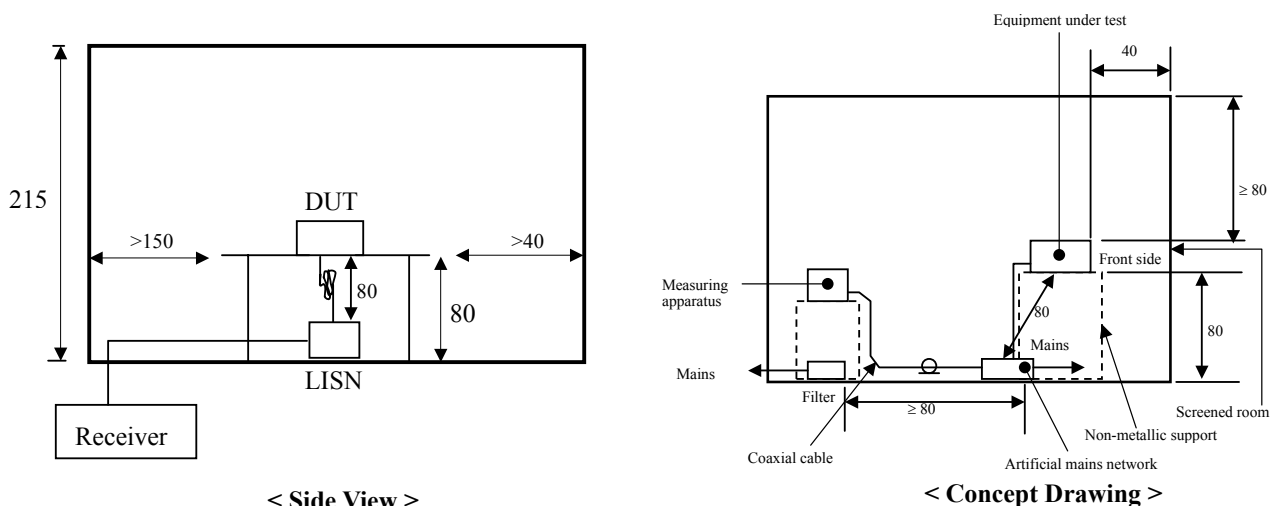 215
>150
DUT
>40
80
80
LISN
Receiver
< Side View >
Equipment under test
40
≥ 80
Front side
Measuring
apparatus
80
80
Mains
Mains
Filter
≥ 80
Screened room
Non-metallic support
Coaxial cable
Artificial mains network
< Concept Drawing >